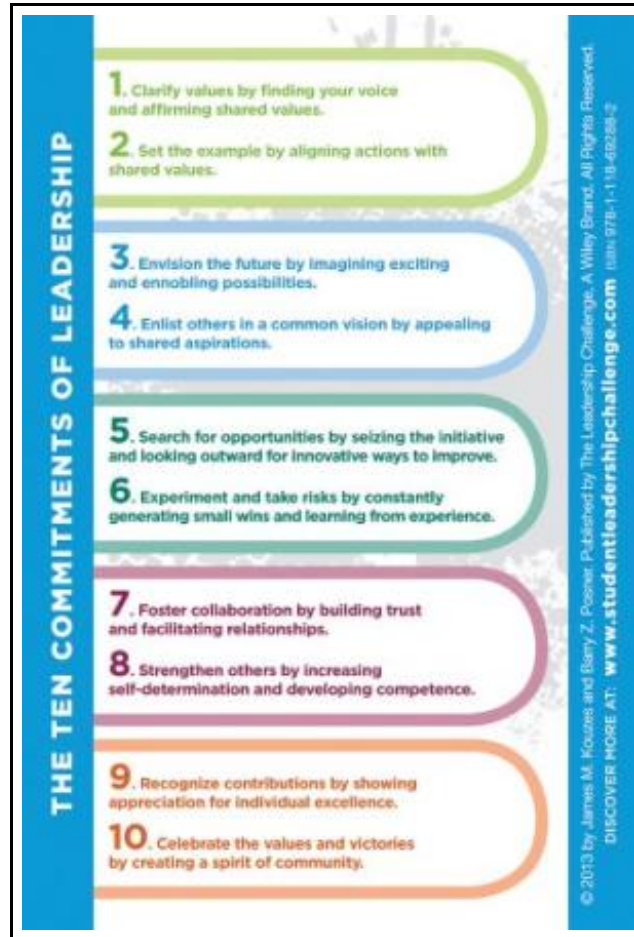 THE TEN COMMITMENTS OF LEADERSHIP
1. Clarify values by finding your voice
and affirming shared values.
2. Set the example by aligning actions with
shared values.
3. Envision the future by imagining exciting
and ennobling possibilities.
4. Enlist others in a common vision by appealing
to shared aspirations.
5. Search for opportunities by seizing the initiative
and looking outward for innovative ways to improve.
6. Experiment and take risks by constantly
generating small wins and learning from experience.
7. Foster collaboration by building trust
and facilitating relationships.
8. Strengthen others by increasing
self-determination and developing competence.
9. Recognize contributions by showing
appreciation for individual excellence.
10. Celebrate the values and victories
by creating a spirit of community.
© 2013 by James M. Kouzes and Barry Z. Posner. Published by The Leadership Challenge, A Wiley Brand. All Rights Reserved.
DISCOVER MORE AT: www.studentleadershipchallenge.com ISBN 978-1-118-69288-2